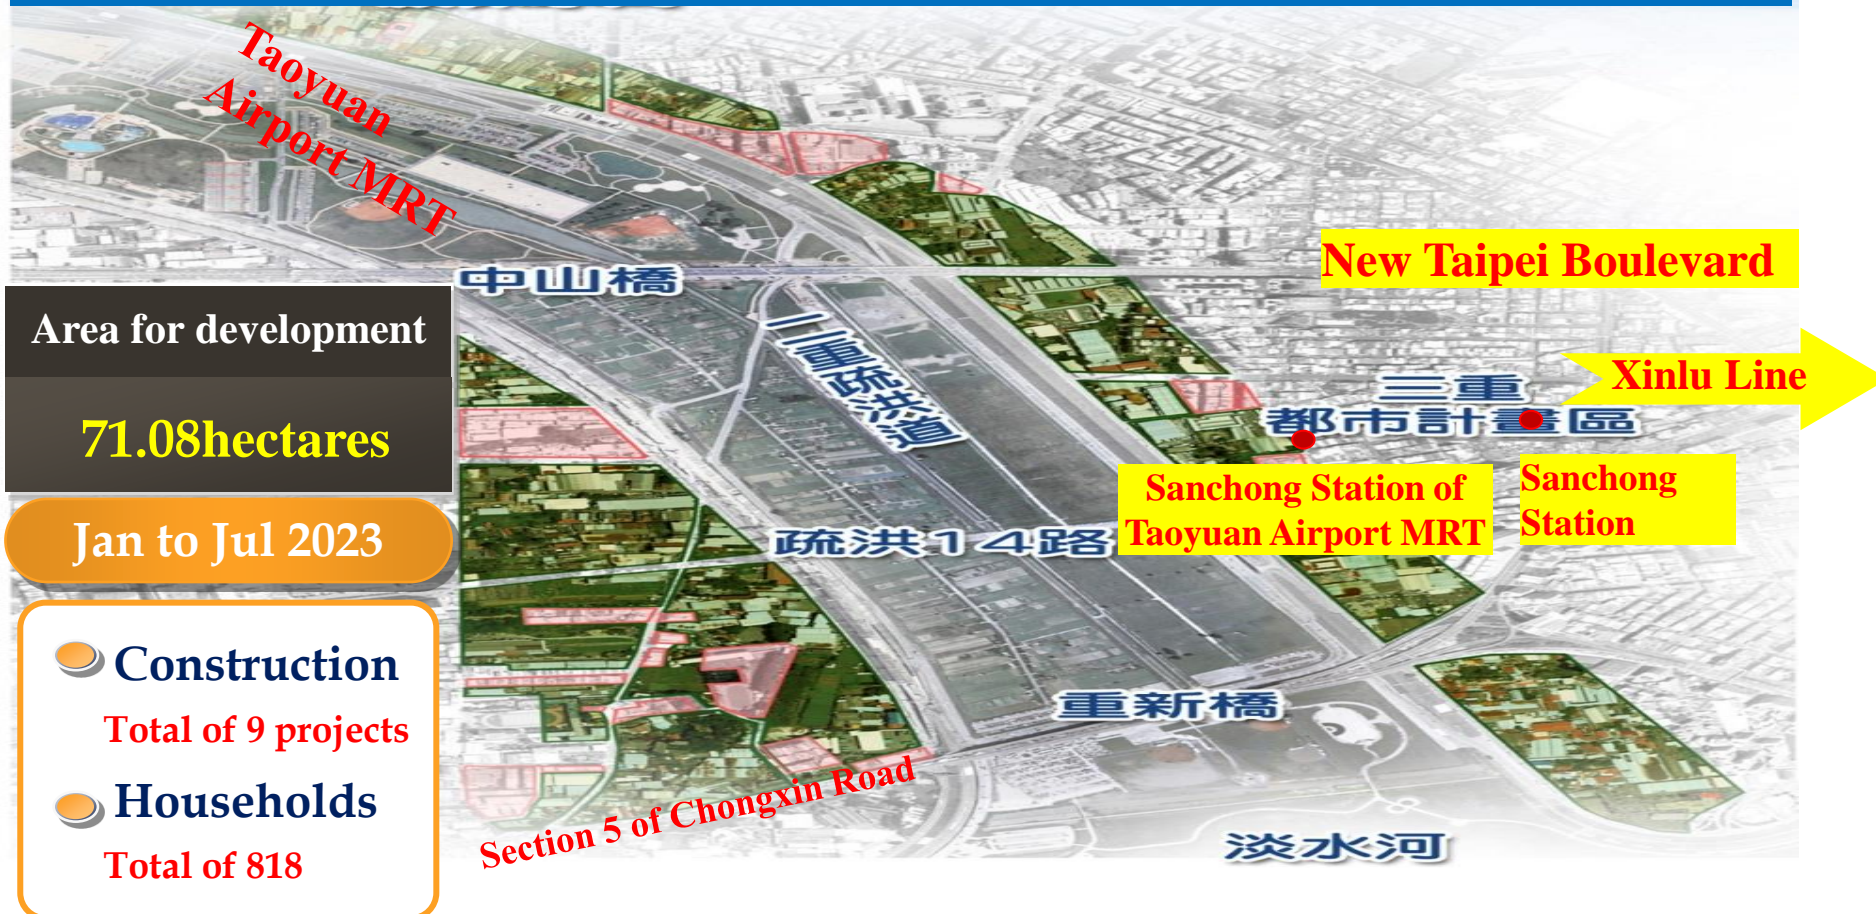 Taoyuan
Airport MRT
中山橋
New Taipei Boulevard
Area for development
71.08hectares
二重疏洪道
Xinlu Line
三重
都市計畫區
Sanchong Station of
Taoyuan Airport MRT
Sanchong
Station
Jan to Jul 2023
疏洪14路
Construction
Total of 9 projects
Households
Total of 818
重新橋
Section 5 of Chongxin Road
淡水河